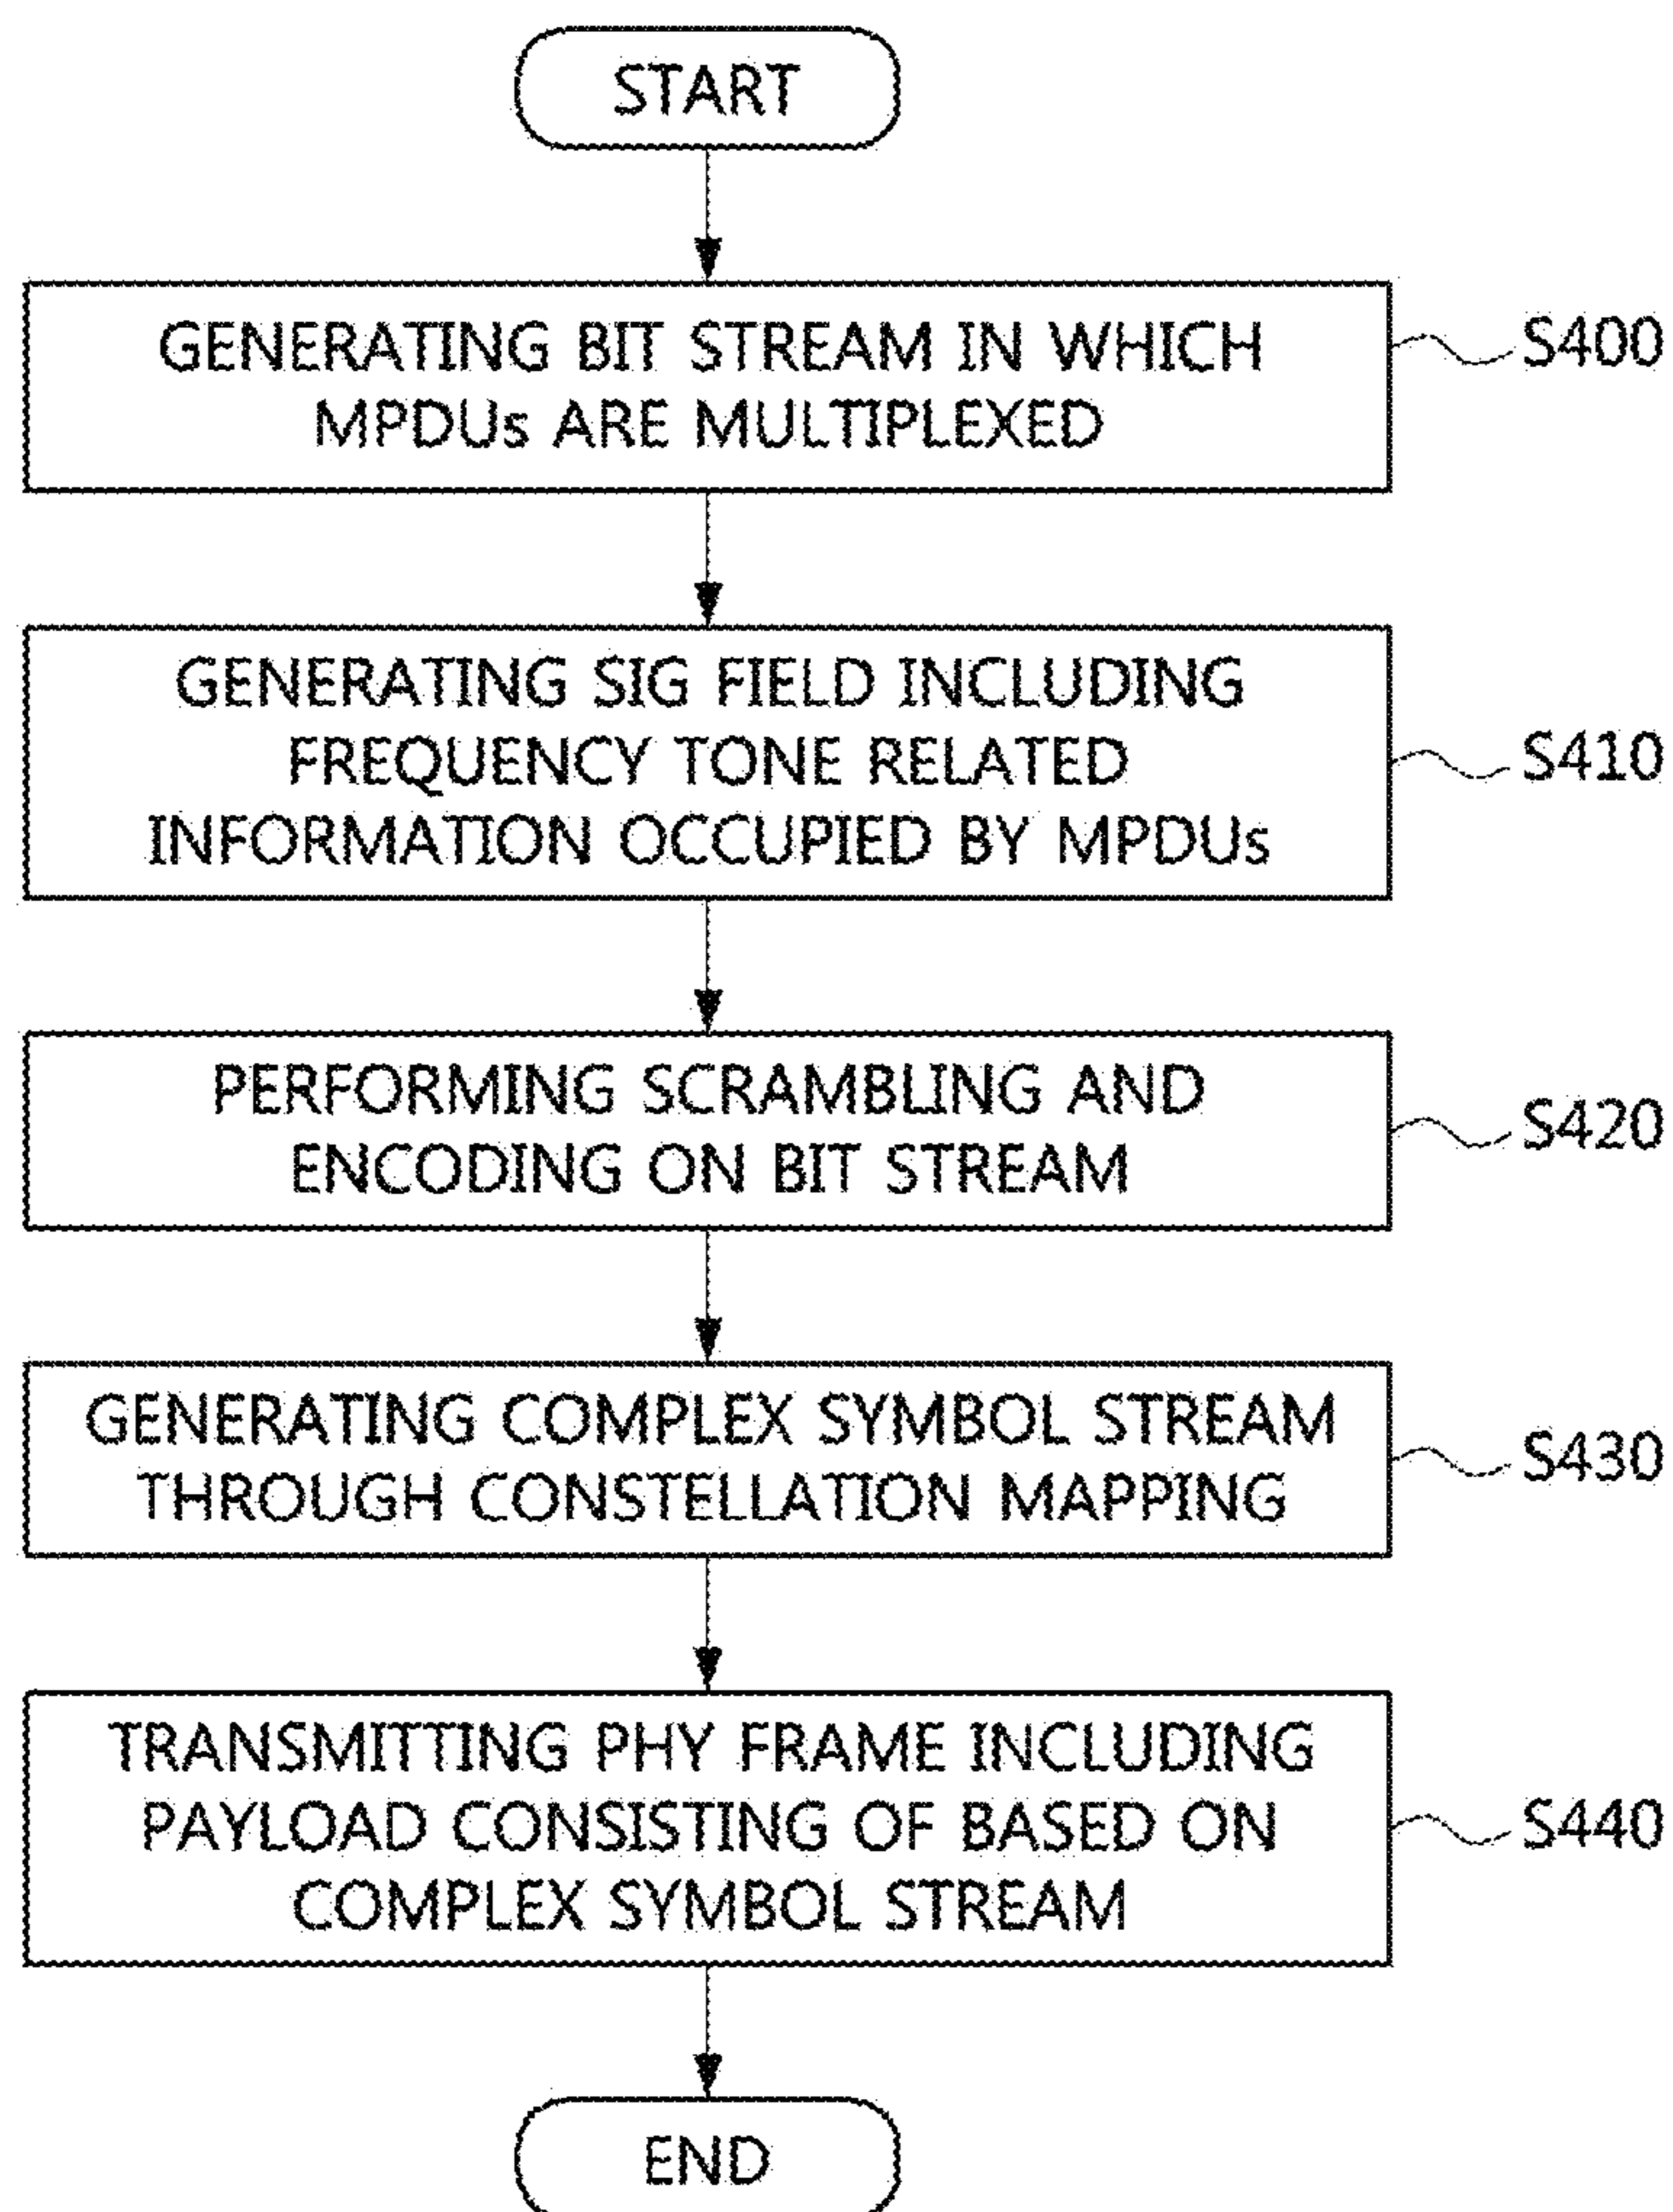 START
GENERATING BIT STREAM IN WHICH
MPDUs ARE MULTIPLEXED
S400
GENERATING SIG FIELD INCLUDING
FREQUENCY TONE RELATED
INFORMATION OCCUPIED BY MPDUs
S410
PERFORMING SCRAMBLING AND
ENCODING ON BIT STREAM
S420
GENERATING COMPLEX SYMBOL STREAM
THROUGH CONSTELLATION MAPPING
S430
TRANSMITTING PHY FRAME INCLUDING
PAYLOAD CONSISTING OF BASED ON
COMPLEX SYMBOL STREAM
S440
END